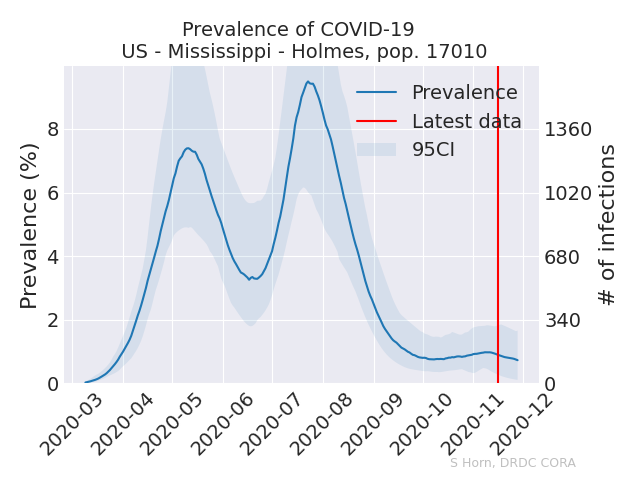 Prevalence of COVID-19
US - Mississippi - Holmes, pop. 17010
Prevalence
Latest data
95CI
Prevalence (%)
8
6
4
2
0
1360
1020
680
340
0
# of infections
2020-03
2020-04
2020-05
2020-06
2020-07
2020-08
2020-09
2020-10
2020-11
2020-12
S Horn, DRDC CORA